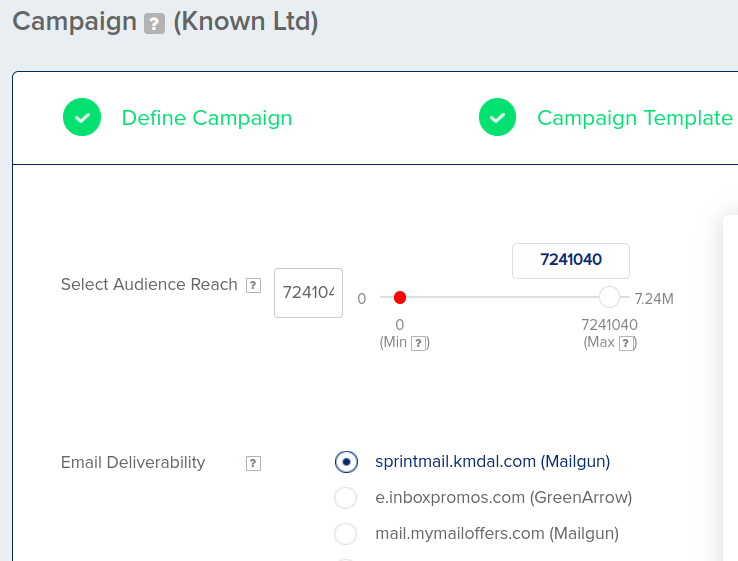 Campaign ? (Known Ltd)
Define Campaign
Campaign Template
7241040
Select Audience Reach ?
72410
0
7.24M
0
7241040
(Min ?)
(Max ?)
Email Deliverability ?
sprintmail.kmdal.com (Mailgun)
e.inboxpromos.com (GreenArrow)
mail.mymailoffers.com (Mailgun)